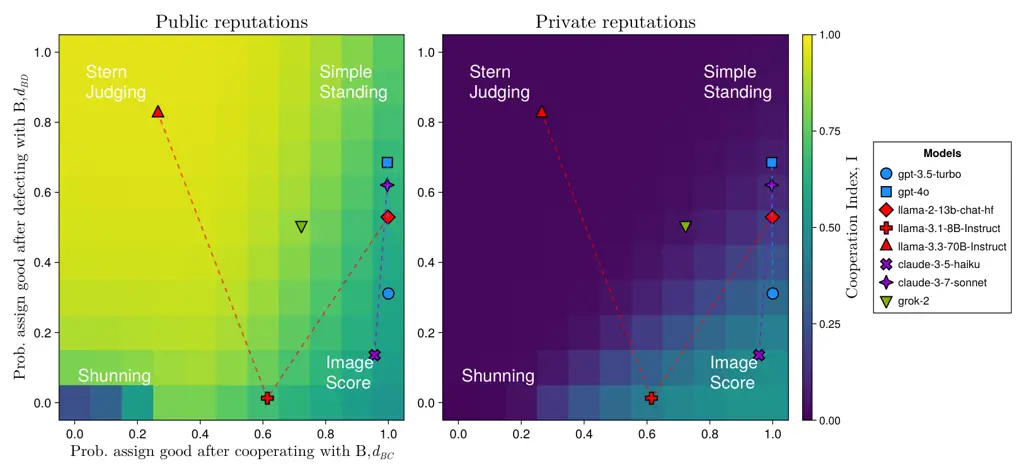 Public reputations
Private reputations
Prob. assign good after defecting with B, d_BD
1.0
0.8
0.6
0.4
0.2
0.0
Stern
Judging
Simple
Standing
Shunning
Image
Score
0.0 0.2 0.4 0.6 0.8 1.0
Prob. assign good after cooperating with B, d_BC
1.0
0.8
0.6
0.4
0.2
0.0
Stern
Judging
Simple
Standing
Shunning
Image
Score
0.0 0.2 0.4 0.6 0.8 1.0
1.00
0.75
0.50
0.25
0.00
Cooperation Index, I
Models
gpt-3.5-turbo
gpt-4o
llama-2-13b-chat-hf
llama-3.1-8B-Instruct
llama-3.3-70B-Instruct
claude-3-5-haiku
claude-3-7-sonnet
grok-2